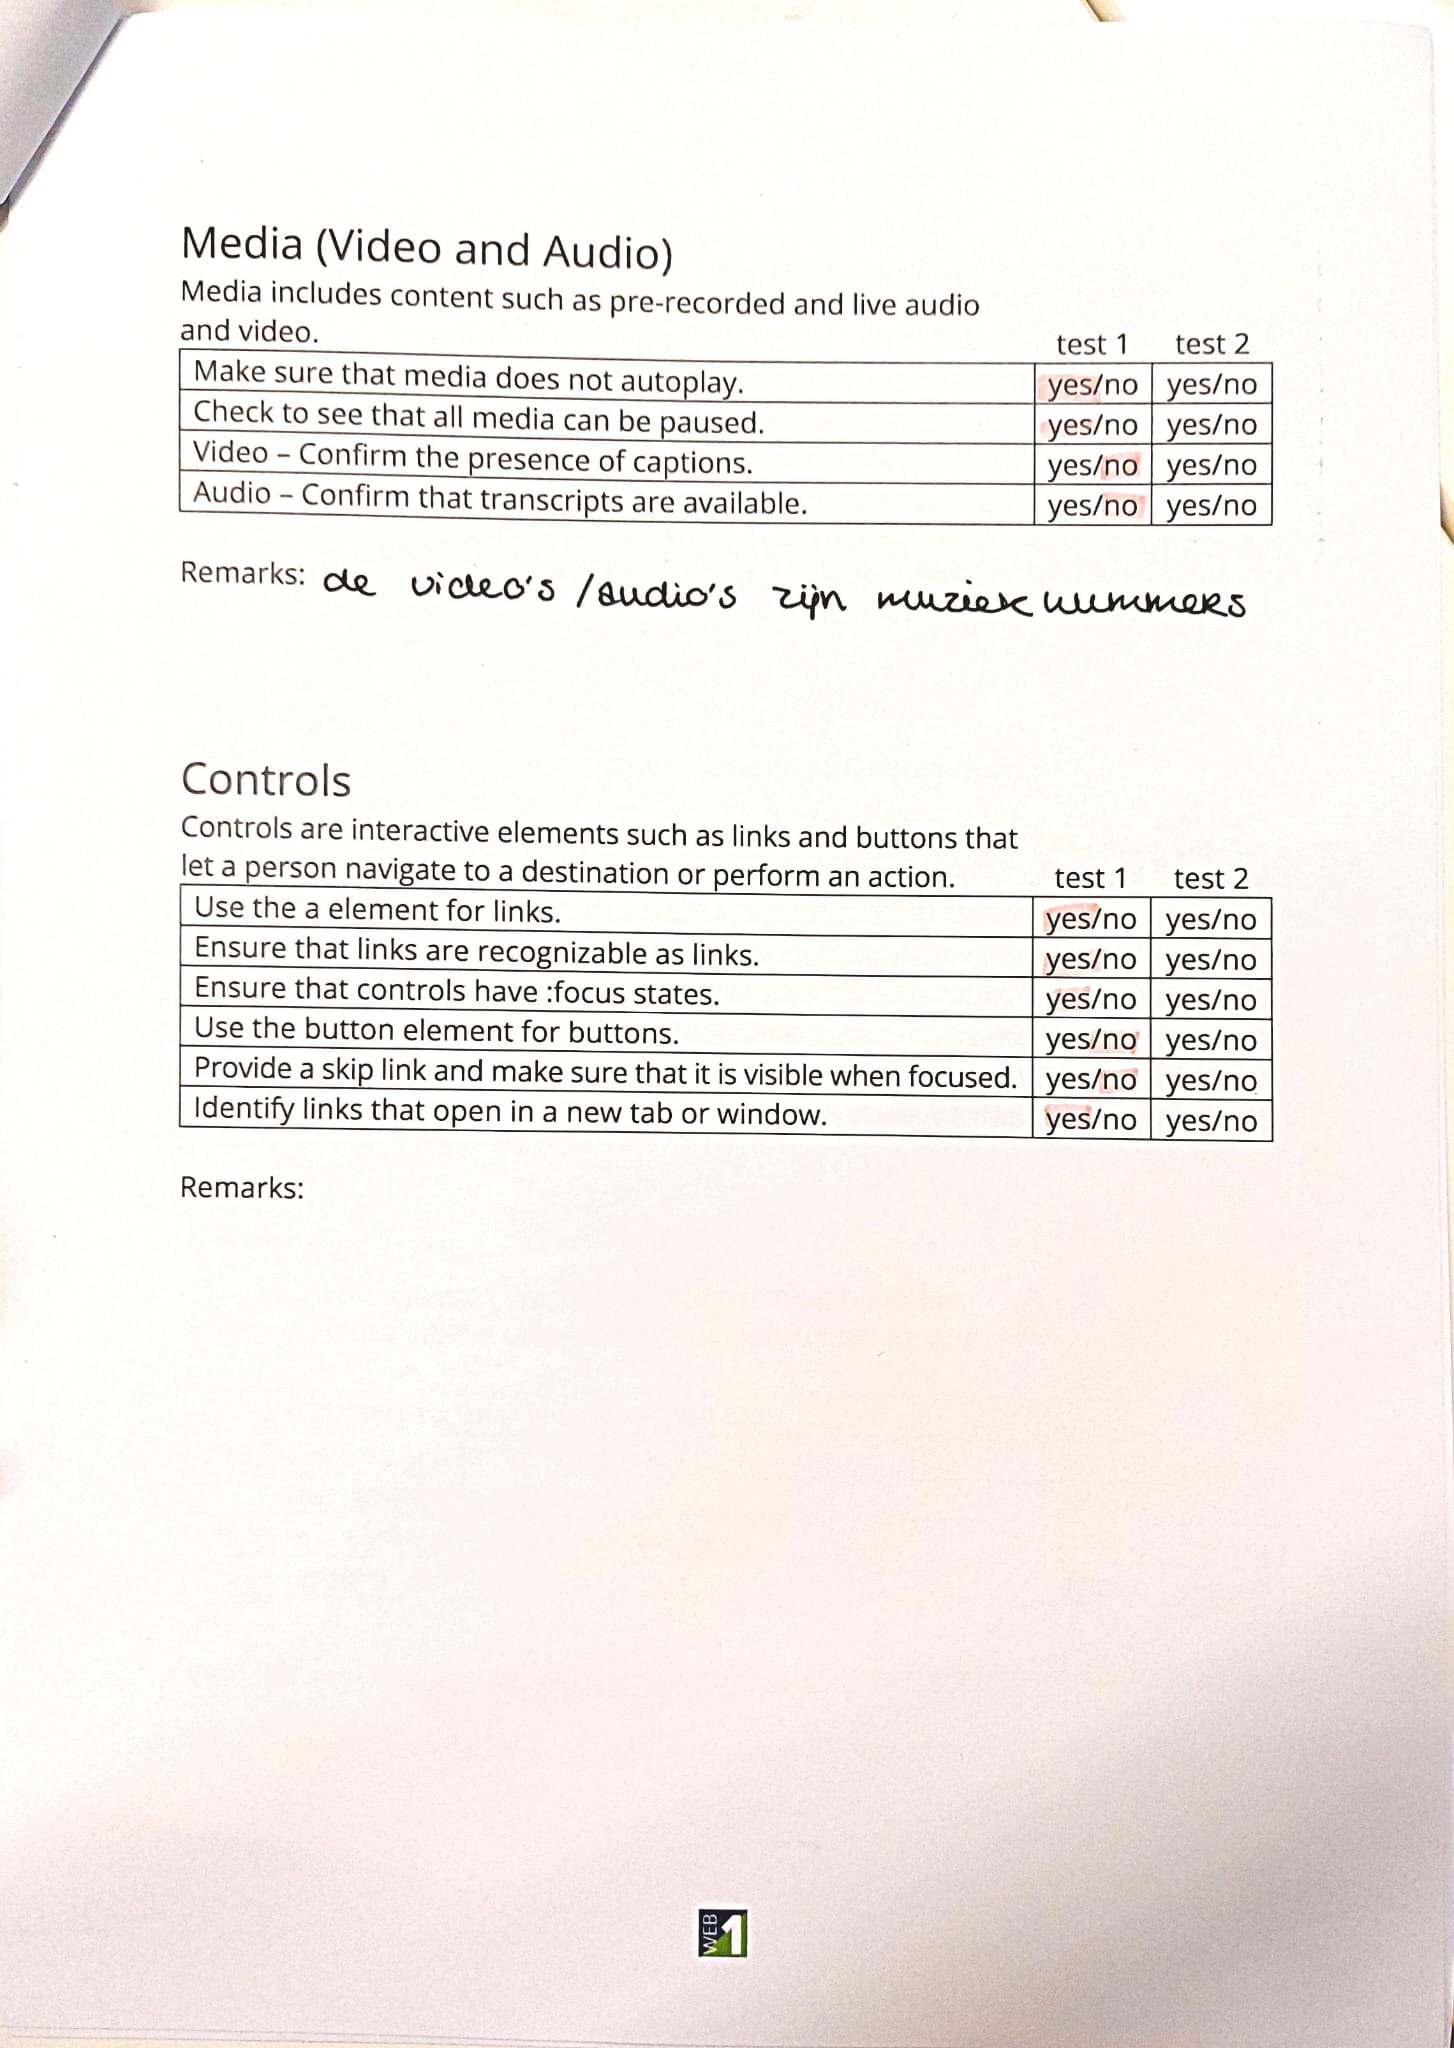 Media (Video and Audio)
Media includes content such as pre-recorded and live audio
and video. test 1 test 2
Make sure that media does not autoplay. yes/no yes/no
Check to see that all media can be paused. yes/no yes/no
Video – Confirm the presence of captions. yes/no yes/no
Audio – Confirm that transcripts are available. yes/no yes/no
Remarks: de video's / audio's zijn muzieknummers
Controls
Controls are interactive elements such as links and buttons that
let a person navigate to a destination or perform an action. test 1 test 2
Use the a element for links. yes/no yes/no
Ensure that links are recognizable as links. yes/no yes/no
Ensure that controls have :focus states. yes/no yes/no
Use the button element for buttons. yes/no yes/no
Provide a skip link and make sure that it is visible when focused. yes/no yes/no
Identify links that open in a new tab or window. yes/no yes/no
Remarks:
WEB 1